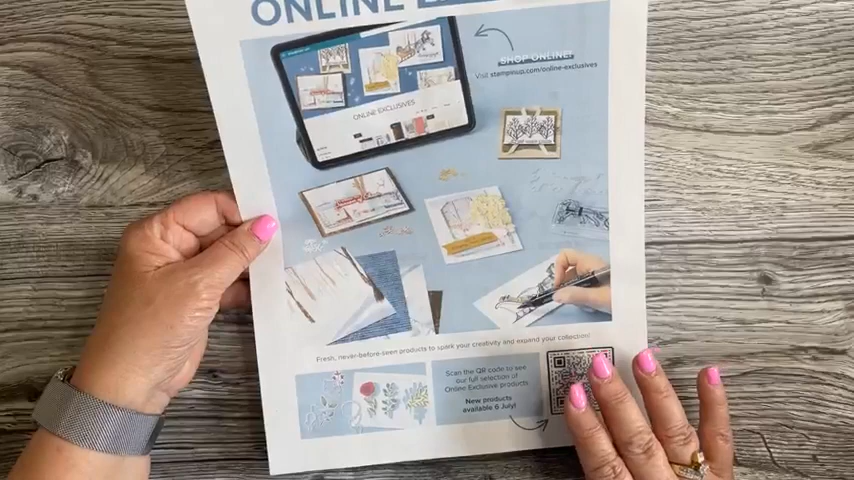 ONLINE
SHOP ONLINE!
Visit stampinup.com/online-exclusives
ONLINE EXCLUSIVES
Fresh, never-before-seen products to spark your creativity and expand your collection!
Scan the QR code to see
our full selection of
Online Exclusive products
New products
available 6 July!